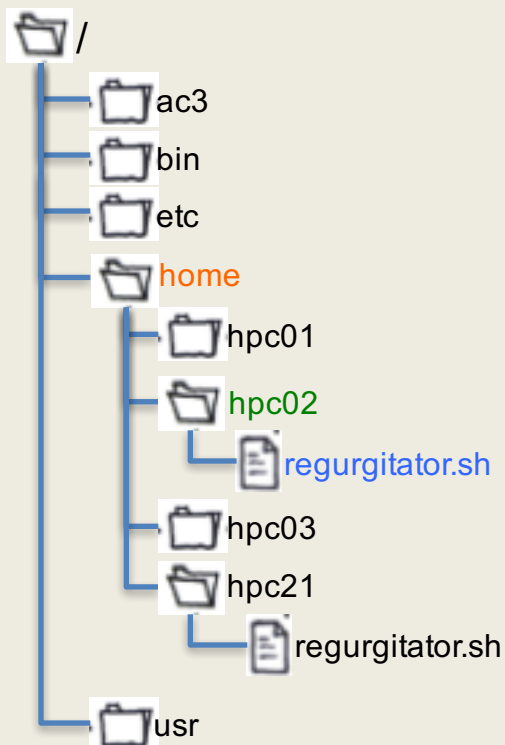 /
ac3
bin
etc
home
hpc01
hpc02
regurgitator.sh
hpc03
hpc21
regurgitator.sh
usr